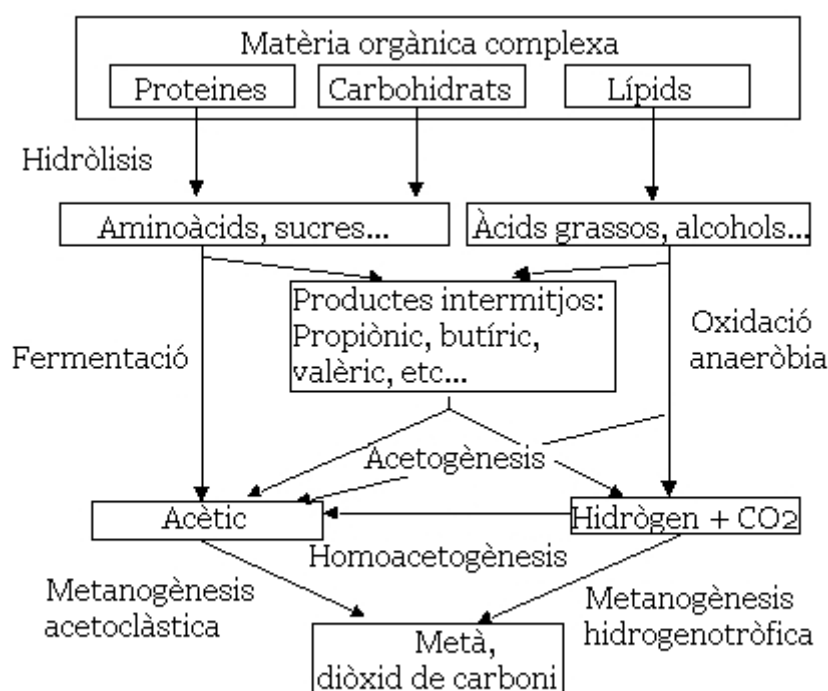 Matèria orgànica complexa
Proteines
Carbohidrats
Lípids
Hidròlisis
Aminoàcids, sucres...
Àcids grassos, alcohols...
Productes intermitjos:
Propiònic, butíric,
valèric, etc...
Fermentació
Oxidació
anaeròbia
Acetogènesis
Acètic
Hidrògen + CO2
Homoacetogènesis
Metanogènesis
acetoclàstica
Metanogènesis
hidrogenotròfica
Metà,
diòxid de carboni